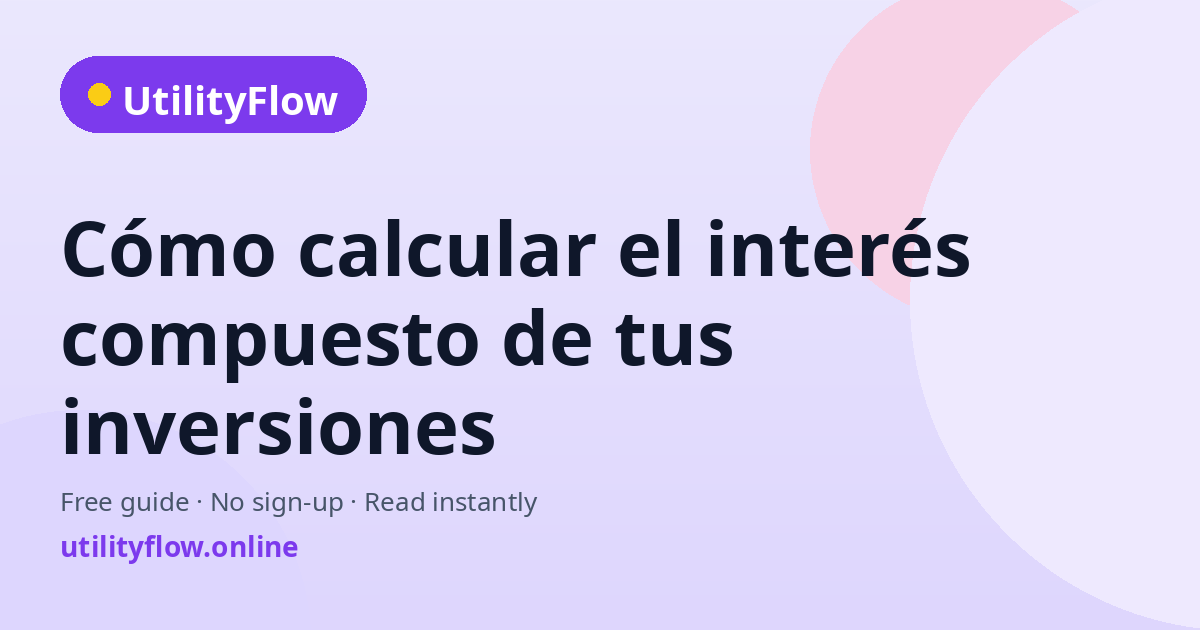 UtilityFlow
Cómo calcular el interés
compuesto de tus
inversiones
Free guide · No sign-up · Read instantly
utilityflow.online